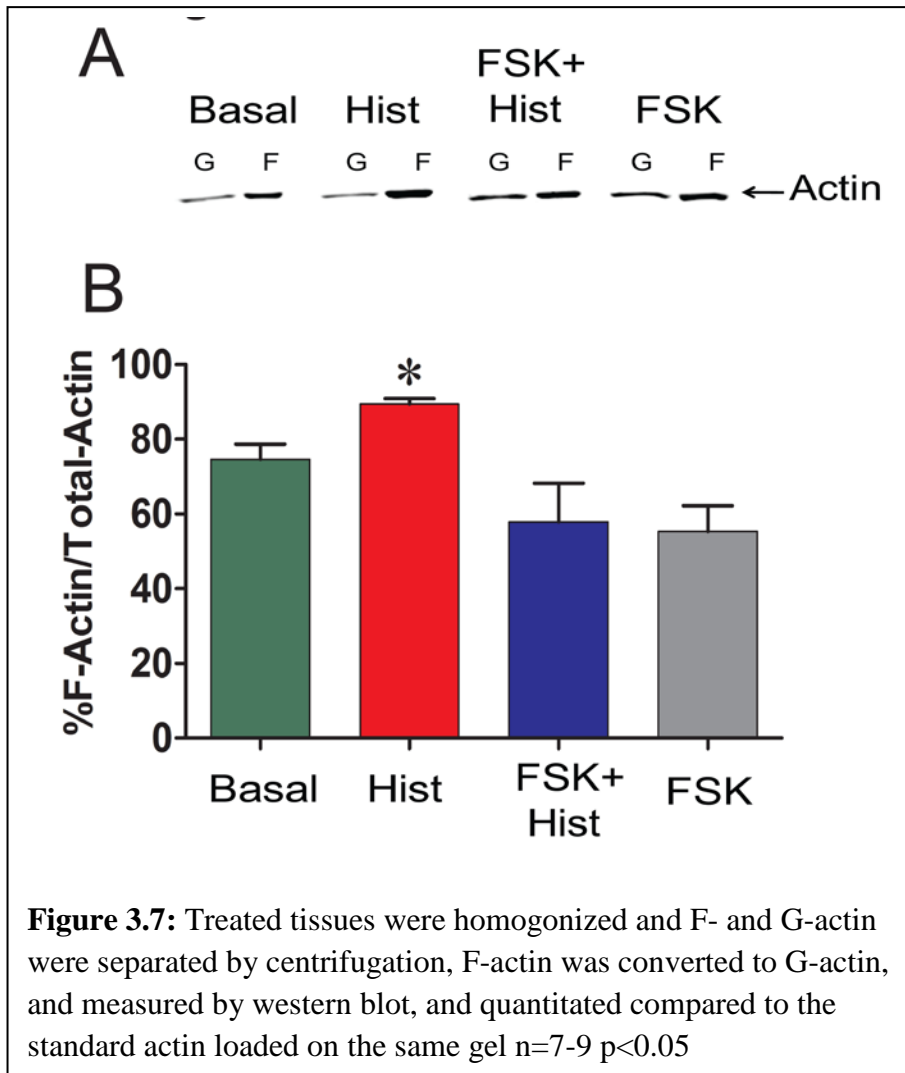 A
Basal Hist FSK+ Hist FSK
G F G F G F G F
←Actin
B
%F-Actin/Total-Actin
100
80
60
40
20
0
*
Basal Hist FSK+ Hist FSK
Figure 3.7: Treated tissues were homogonized and F- and G-actin
were separated by centrifugation, F-actin was converted to G-actin,
and measured by western blot, and quantitated compared to the
standard actin loaded on the same gel n=7-9 p<0.05